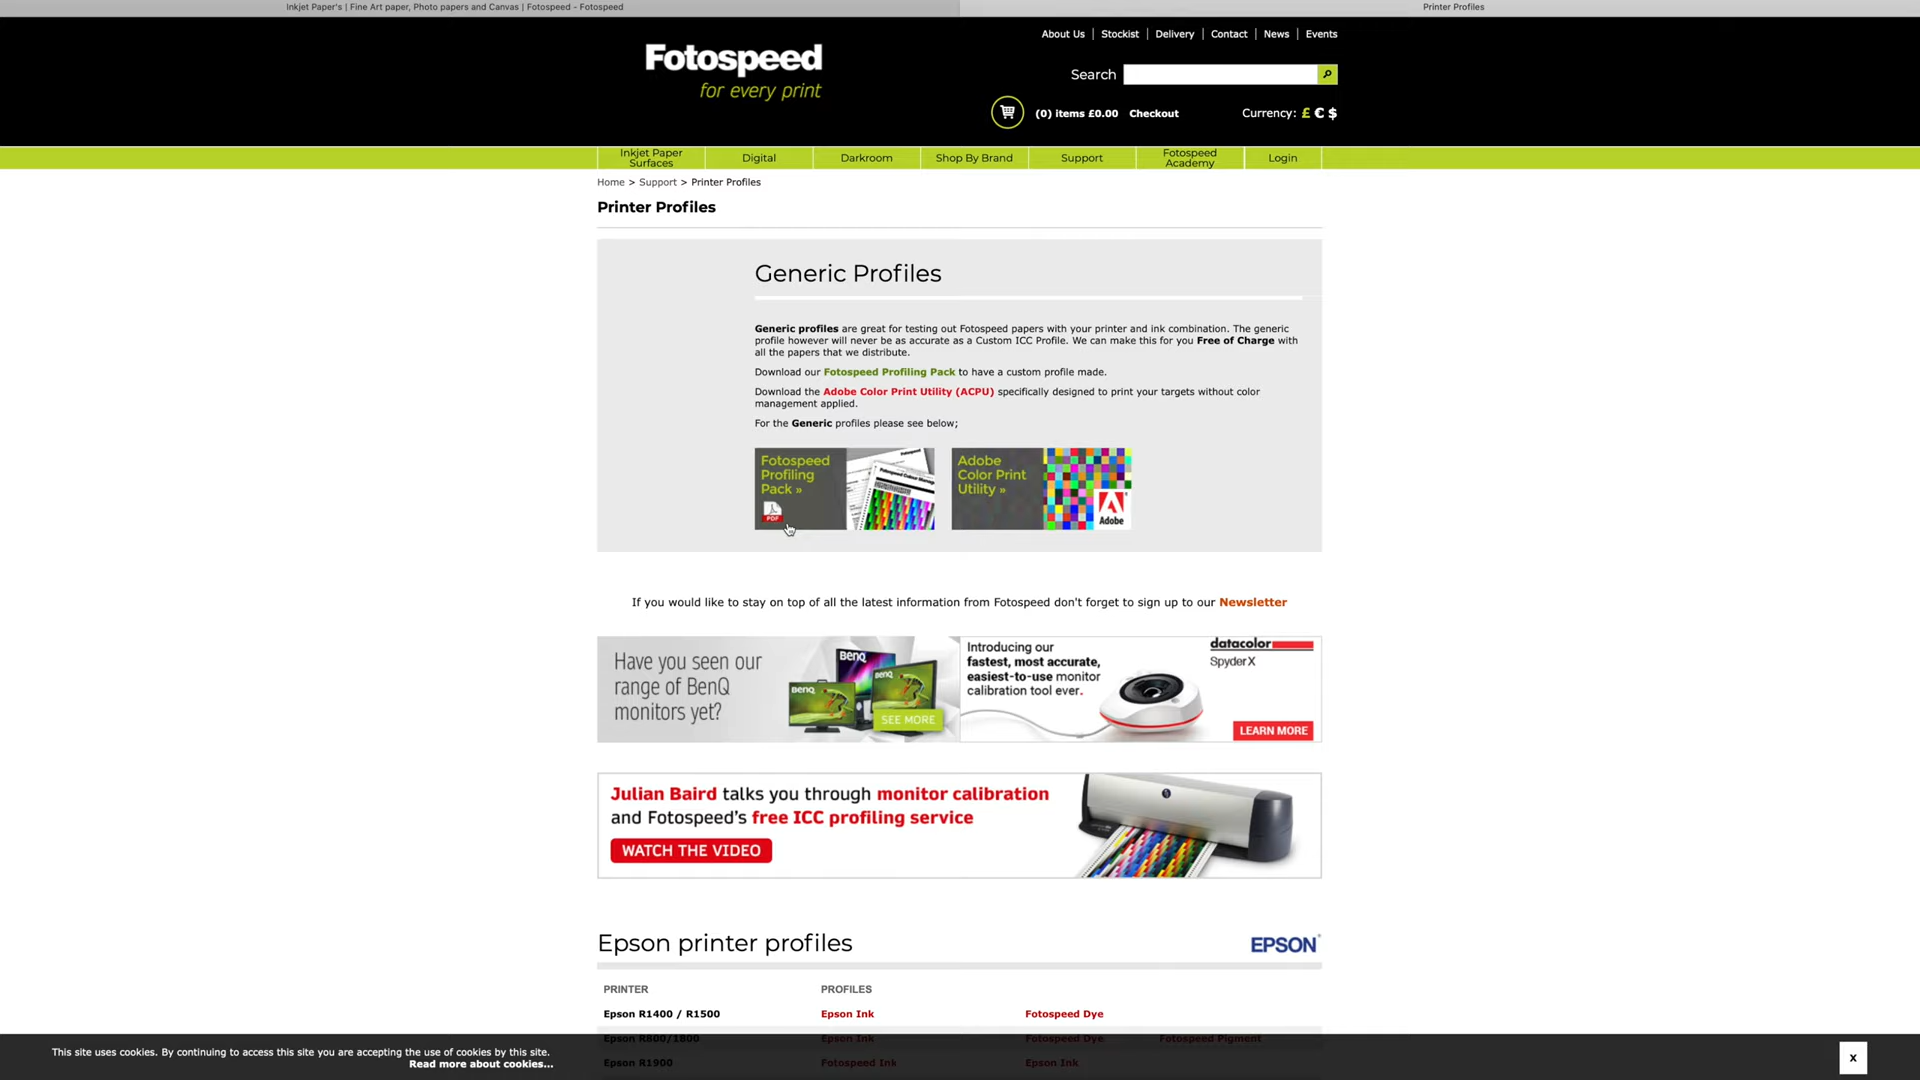 Inkjet Paper's | Fine Art paper, Photo papers and Canvas | Fotospeed - Fotospeed
Printer Profiles
About Us | Stockist | Delivery | Contact | News | Events
Fotospeed
for every print
Search
(0) items £0.00 Checkout
Currency: £ € $
Inkjet Paper
Surfaces
Digital
Darkroom
Shop By Brand
Support
Fotospeed
Academy
Login
Home > Support > Printer Profiles
Printer Profiles
Generic Profiles
Generic profiles are great for testing out Fotospeed papers with your printer and ink combination. The generic
profile however will never be as accurate as a Custom ICC Profile. We can make this for you Free of Charge with
all the papers that we distribute.
Download our Fotospeed Profiling Pack to have a custom profile made.
Download the Adobe Color Print Utility (ACPU) specifically designed to print your targets without color
management applied.
For the Generic profiles please see below;
Fotospeed
Profiling
Pack »
PDF
Adobe
Color Print
Utility »
Adobe
If you would like to stay on top of all the latest information from Fotospeed don't forget to sign up to our Newsletter
Have you seen our
range of BenQ
monitors yet?
BenQ
BenQ
BenQ
SEE MORE
Introducing our
fastest, most accurate,
easiest-to-use monitor
calibration tool ever.
datacolor
SpyderX
LEARN MORE
Julian Baird talks you through monitor calibration
and Fotospeed's free ICC profiling service
WATCH THE VIDEO
Epson printer profiles
EPSON
PRINTER PROFILES
Epson R1400 / R1500 Epson Ink Fotospeed Dye
Epson R800/1800 Epson Ink Fotospeed Dye Fotospeed Pigment
Epson R1900 Fotospeed Ink Epson Ink
This site uses cookies. By continuing to access this site you are accepting the use of cookies by this site.
Read more about cookies...
x